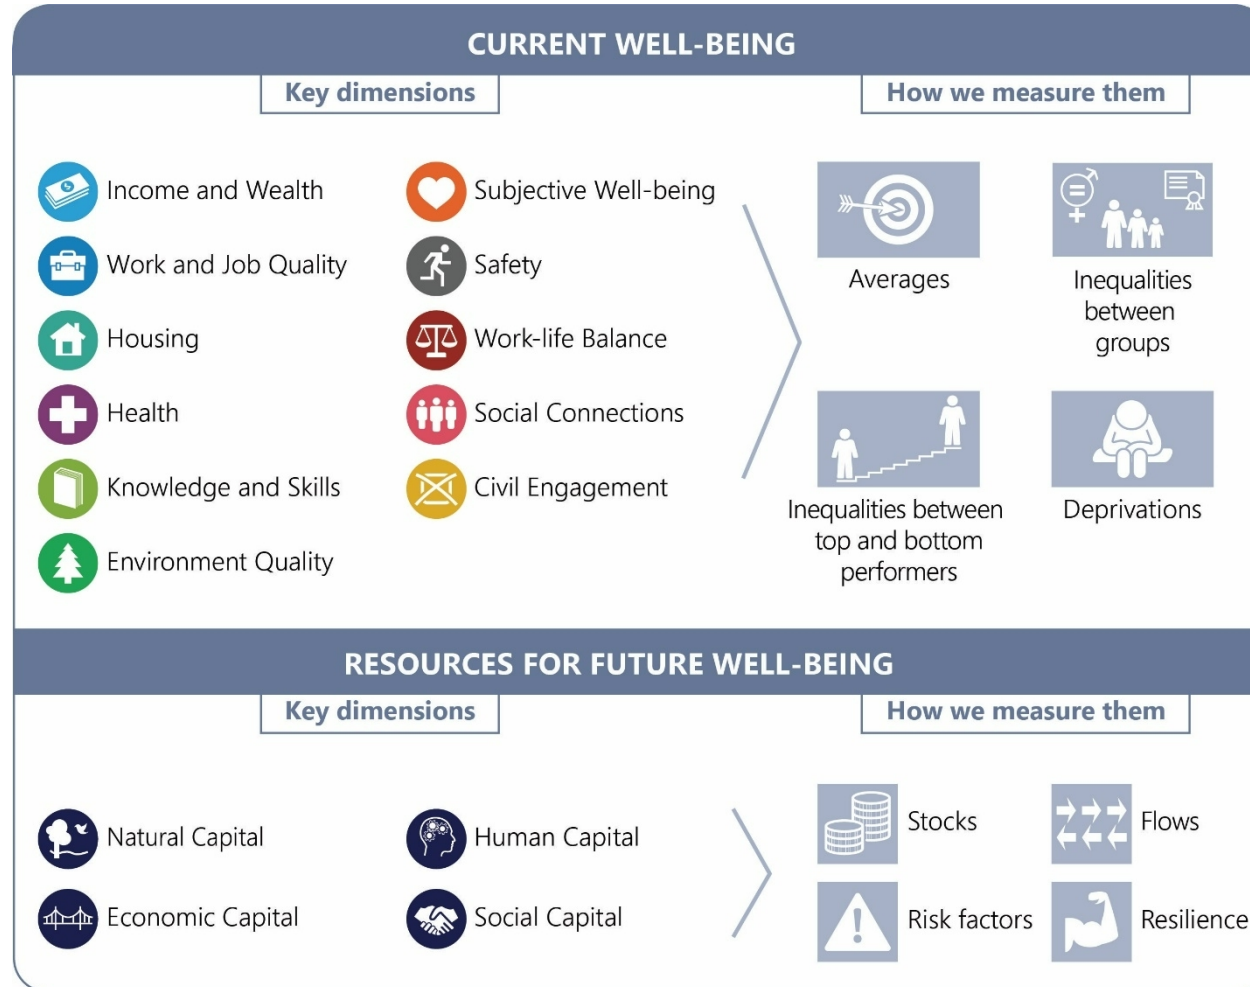 CURRENT WELL-BEING
Key dimensions
How we measure them
Income and Wealth
Work and Job Quality
Housing
Health
Knowledge and Skills
Environment Quality
Subjective Well-being
Safety
Work-life Balance
Social Connections
Civil Engagement
Averages
Inequalities
between
groups
Inequalities between
top and bottom
performers
Deprivations
RESOURCES FOR FUTURE WELL-BEING
Key dimensions
How we measure them
Natural Capital
Economic Capital
Human Capital
Social Capital
Stocks
Flows
Risk factors
Resilience